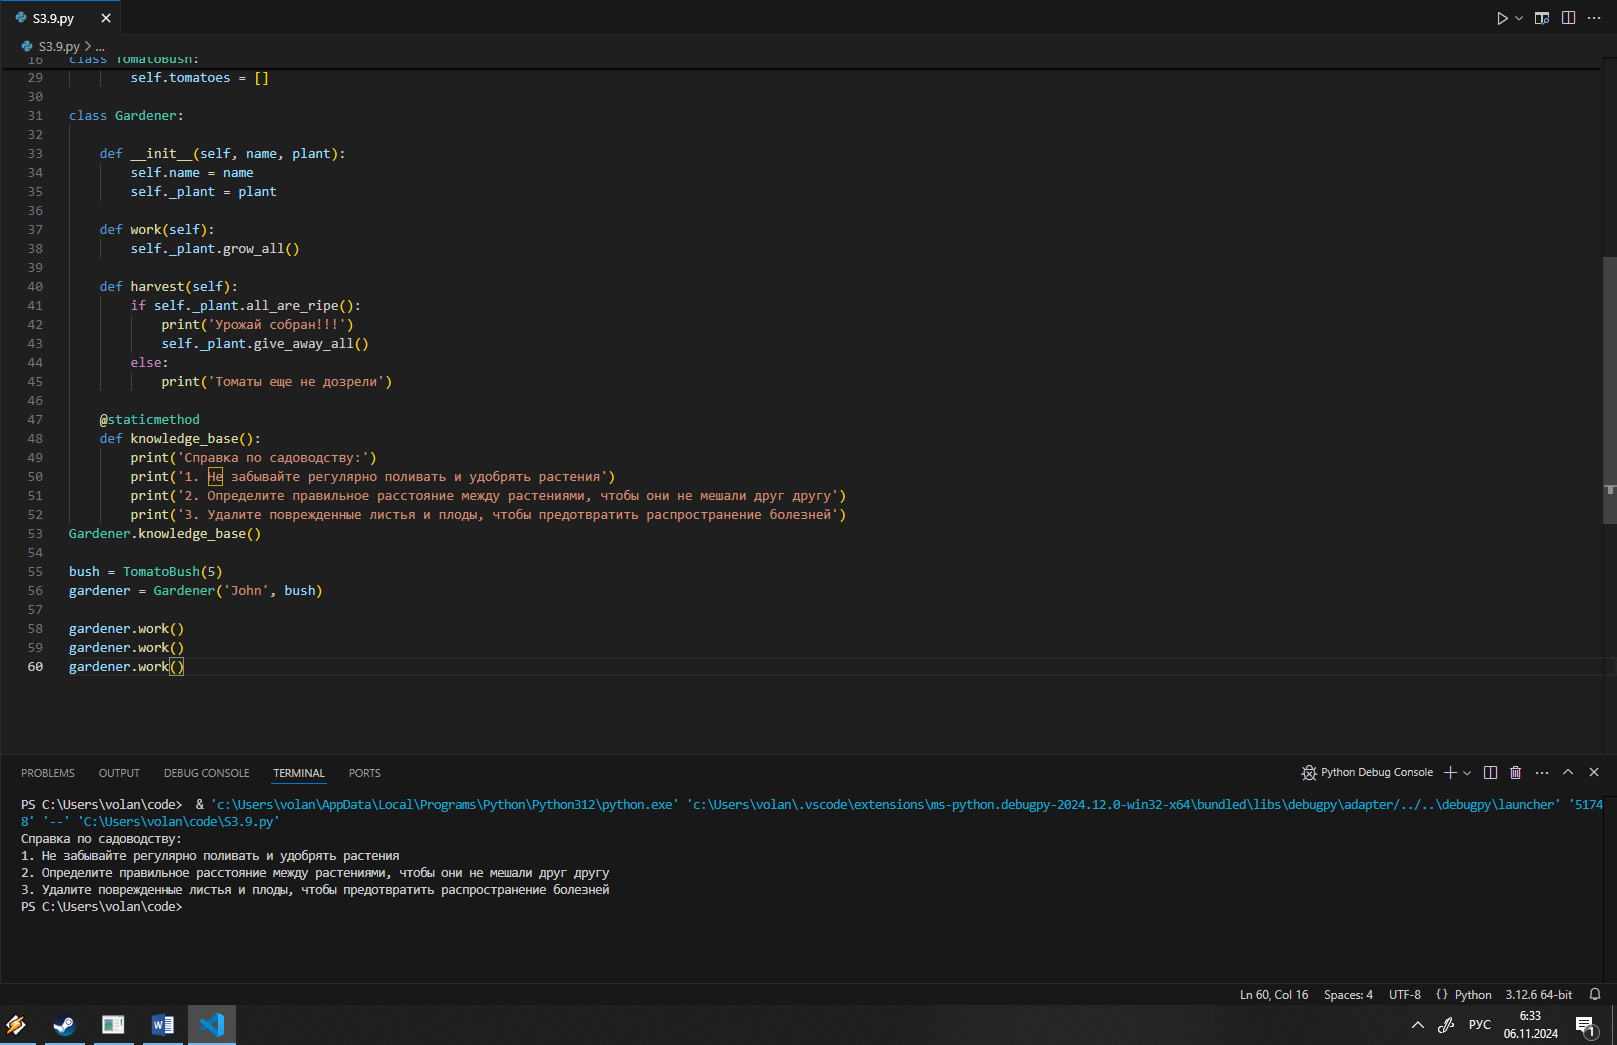 S3.9.py
S3.9.py > ...
16 class TomatoBush:
29 self.tomatoes = []
30
31 class Gardener:
32
33 def __init__(self, name, plant):
34 self.name = name
35 self._plant = plant
36
37 def work(self):
38 self._plant.grow_all()
39
40 def harvest(self):
41 if self._plant.all_are_ripe():
42 print('Урожай собран!!!')
43 self._plant.give_away_all()
44 else:
45 print('Томаты еще не дозрели')
46
47 @staticmethod
48 def knowledge_base():
49 print('Справка по садоводству:')
50 print('1. Не забывайте регулярно поливать и удобрять растения')
51 print('2. Определите правильное расстояние между растениями, чтобы они не мешали друг другу')
52 print('3. Удалите поврежденные листья и плоды, чтобы предотвратить распространение болезней')
53 Gardener.knowledge_base()
54
55 bush = TomatoBush(5)
56 gardener = Gardener('John', bush)
57
58 gardener.work()
59 gardener.work()
60 gardener.work()
PROBLEMS OUTPUT DEBUG CONSOLE TERMINAL PORTS Python Debug Console
PS C:\Users\volan\code> & 'c:\Users\volan\AppData\Local\Programs\Python\Python312\python.exe' 'c:\Users\volan\.vscode\extensions\ms-python.debugpy-2024.12.0-win32-x64\bundled\libs\debugpy\adapter/../..\debugpy\launcher' '5174
8' '--' 'C:\Users\volan\code\S3.9.py'
Справка по садоводству:
1. Не забывайте регулярно поливать и удобрять растения
2. Определите правильное расстояние между растениями, чтобы они не мешали друг другу
3. Удалите поврежденные листья и плоды, чтобы предотвратить распространение болезней
PS C:\Users\volan\code>
Ln 60, Col 16 Spaces: 4 UTF-8 {} Python 3.12.6 64-bit
РУС 6:33
06.11.2024 1